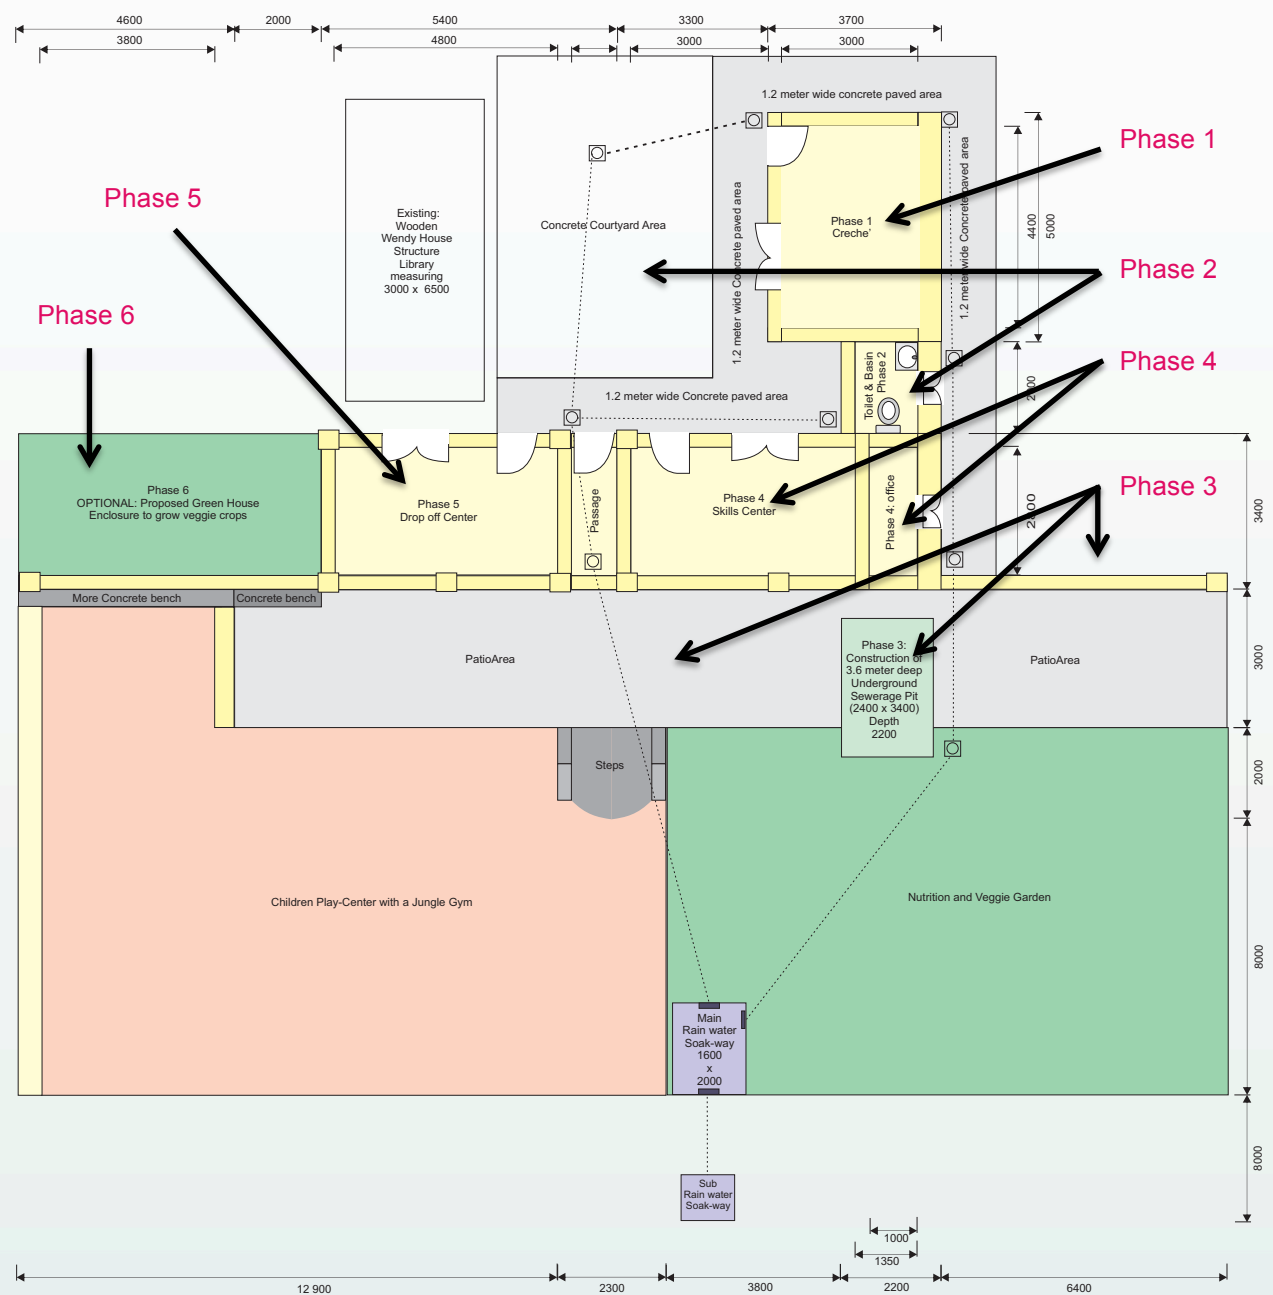 4600
2000
5400
3300
3700
3800
4800
3000
3000
1.2 meter wide concrete paved area
Phase 1
Phase 5
Existing:
Wooden
Wendy House
Structure
Library
measuring
3000 x 6500
Concrete Courtyard Area
1.2 meter wide Concrete paved area
Phase 1
Creche'
1.2 meter wide Concrete paved area
4400
5000
Phase 2
Phase 6
Toilet & Basin
Phase 2
Phase 4
1.2 meter wide Concrete paved area
Phase 6
OPTIONAL: Proposed Green House
Enclosure to grow veggie crops
Phase 5
Drop off Center
Passage
Phase 4
Skills Center
Phase 4: office
Phase 3
2800
3400
More Concrete bench
Concrete bench
PatioArea
Phase 3:
Construction of
3.6 meter deep
Underground
Sewerage Pit
(2400 x 3400)
Depth
2200
PatioArea
3000
Steps
2000
Children Play-Center with a Jungle Gym
Nutrition and Veggie Garden
8000
Main
Rain water
Soak-way
1600
x
2000
8000
Sub
Rain water
Soak-way
1000
1350
12 900
2300
3800
2200
6400